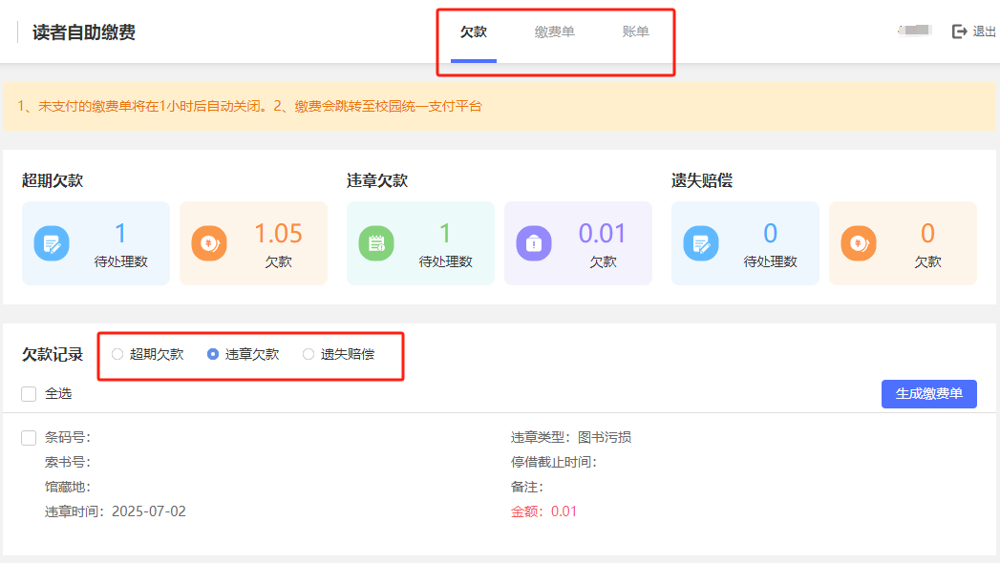 读者自助缴费
欠款 缴费单 账单
退出
1、未支付的缴费单将在1小时后自动关闭。2、缴费会跳转至校园统一支付平台
超期欠款 违章欠款 遗失赔偿
1 1.05 1 0.01 0 0
待处理数 欠款 待处理数 欠款 待处理数 欠款
欠款记录 超期欠款 违章欠款 遗失赔偿
全选 生成缴费单
条码号： 违章类型：图书污损
索书号： 停借截止时间：
馆藏地： 备注：
违章时间：2025-07-02 金额：0.01